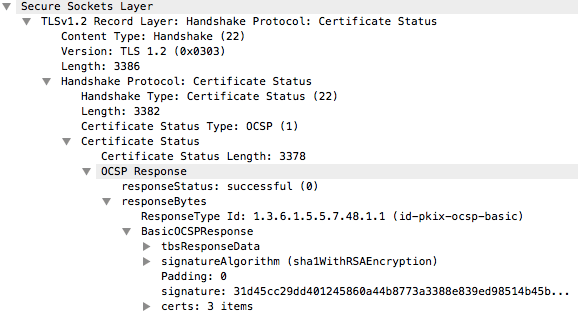 Secure Sockets Layer
TLSv1.2 Record Layer: Handshake Protocol: Certificate Status
Content Type: Handshake (22)
Version: TLS 1.2 (0x0303)
Length: 3386
Handshake Protocol: Certificate Status
Handshake Type: Certificate Status (22)
Length: 3382
Certificate Status Type: OCSP (1)
Certificate Status
Certificate Status Length: 3378
OCSP Response
responseStatus: successful (0)
responseBytes
ResponseType Id: 1.3.6.1.5.5.7.48.1.1 (id-pkix-ocsp-basic)
BasicOCSPResponse
tbsResponseData
signatureAlgorithm (sha1WithRSAEncryption)
Padding: 0
signature: 31d45cc29dd401245860a44b8773a3388e839ed98514b45b...
certs: 3 items